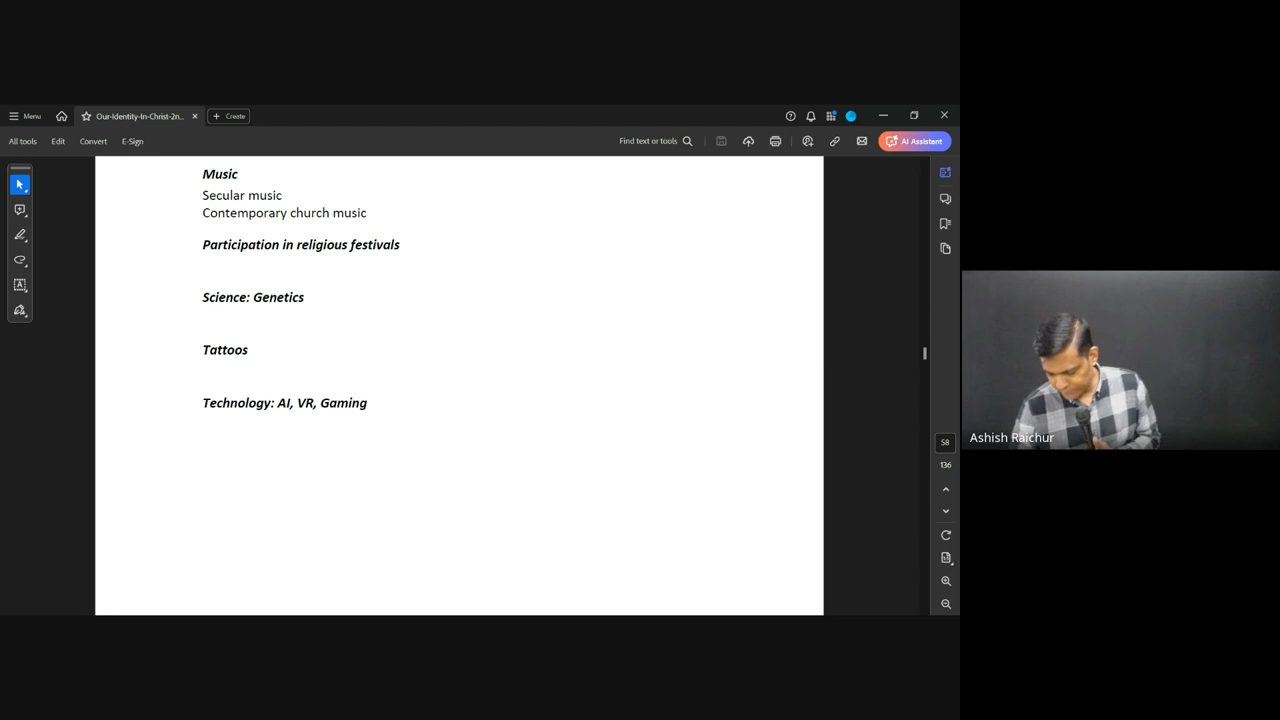 Menu
Our-Identity-In-Christ-2n...
Create
All tools
Edit
Convert
E-Sign
Find text or tools
AI Assistant
Music
Secular music
Contemporary church music
Participation in religious festivals
Science: Genetics
Tattoos
Technology: AI, VR, Gaming
58
136
Ashish Raichur